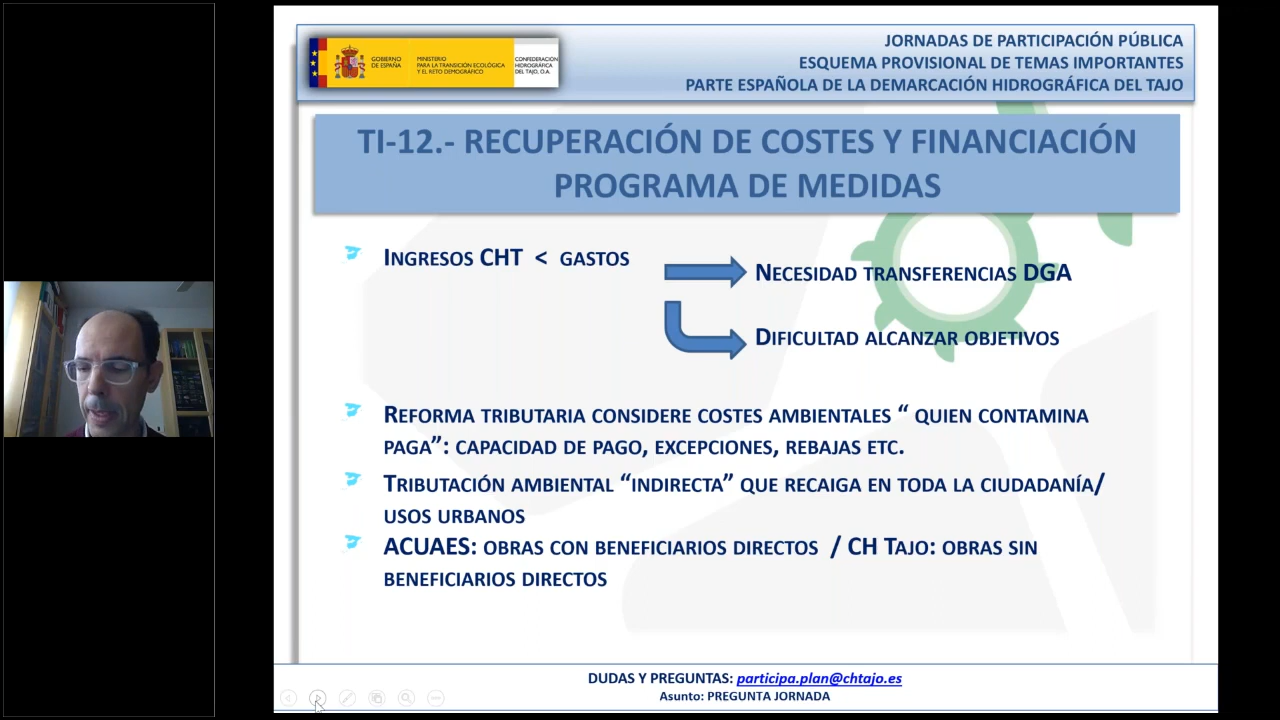 GOBIERNO
DE ESPAÑA
MINISTERIO
PARA LA TRANSICIÓN ECOLÓGICA
Y EL RETO DEMOGRÁFICO
CONFEDERACIÓN
HIDROGRÁFICA
DEL TAJO, O.A.
JORNADAS DE PARTICIPACIÓN PÚBLICA
ESQUEMA PROVISIONAL DE TEMAS IMPORTANTES
PARTE ESPAÑOLA DE LA DEMARCACIÓN HIDROGRÁFICA DEL TAJO
TI-12.- RECUPERACIÓN DE COSTES Y FINANCIACIÓN
PROGRAMA DE MEDIDAS
INGRESOS CHT < GASTOS
NECESIDAD TRANSFERENCIAS DGA
DIFICULTAD ALCANZAR OBJETIVOS
REFORMA TRIBUTARIA CONSIDERE COSTES AMBIENTALES “ QUIEN CONTAMINA
PAGA”: CAPACIDAD DE PAGO, EXCEPCIONES, REBAJAS ETC.
TRIBUTACIÓN AMBIENTAL “INDIRECTA” QUE RECAIGA EN TODA LA CIUDADANÍA/
USOS URBANOS
ACUAES: OBRAS CON BENEFICIARIOS DIRECTOS / CH TAJO: OBRAS SIN
BENEFICIARIOS DIRECTOS
DUDAS Y PREGUNTAS: participa.plan@chtajo.es
Asunto: PREGUNTA JORNADA